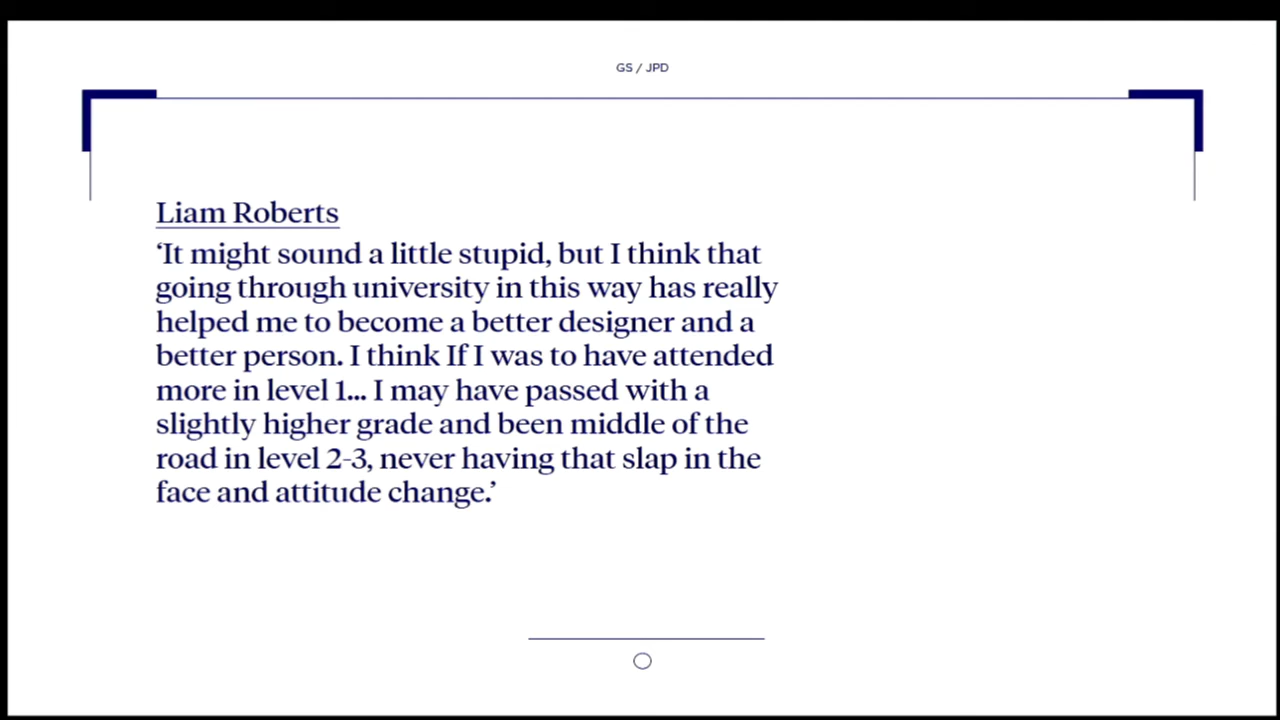 GS / JPD
Liam Roberts
‘It might sound a little stupid, but I think that
going through university in this way has really
helped me to become a better designer and a
better person. I think If I was to have attended
more in level 1... I may have passed with a
slightly higher grade and been middle of the
road in level 2-3, never having that slap in the
face and attitude change.’